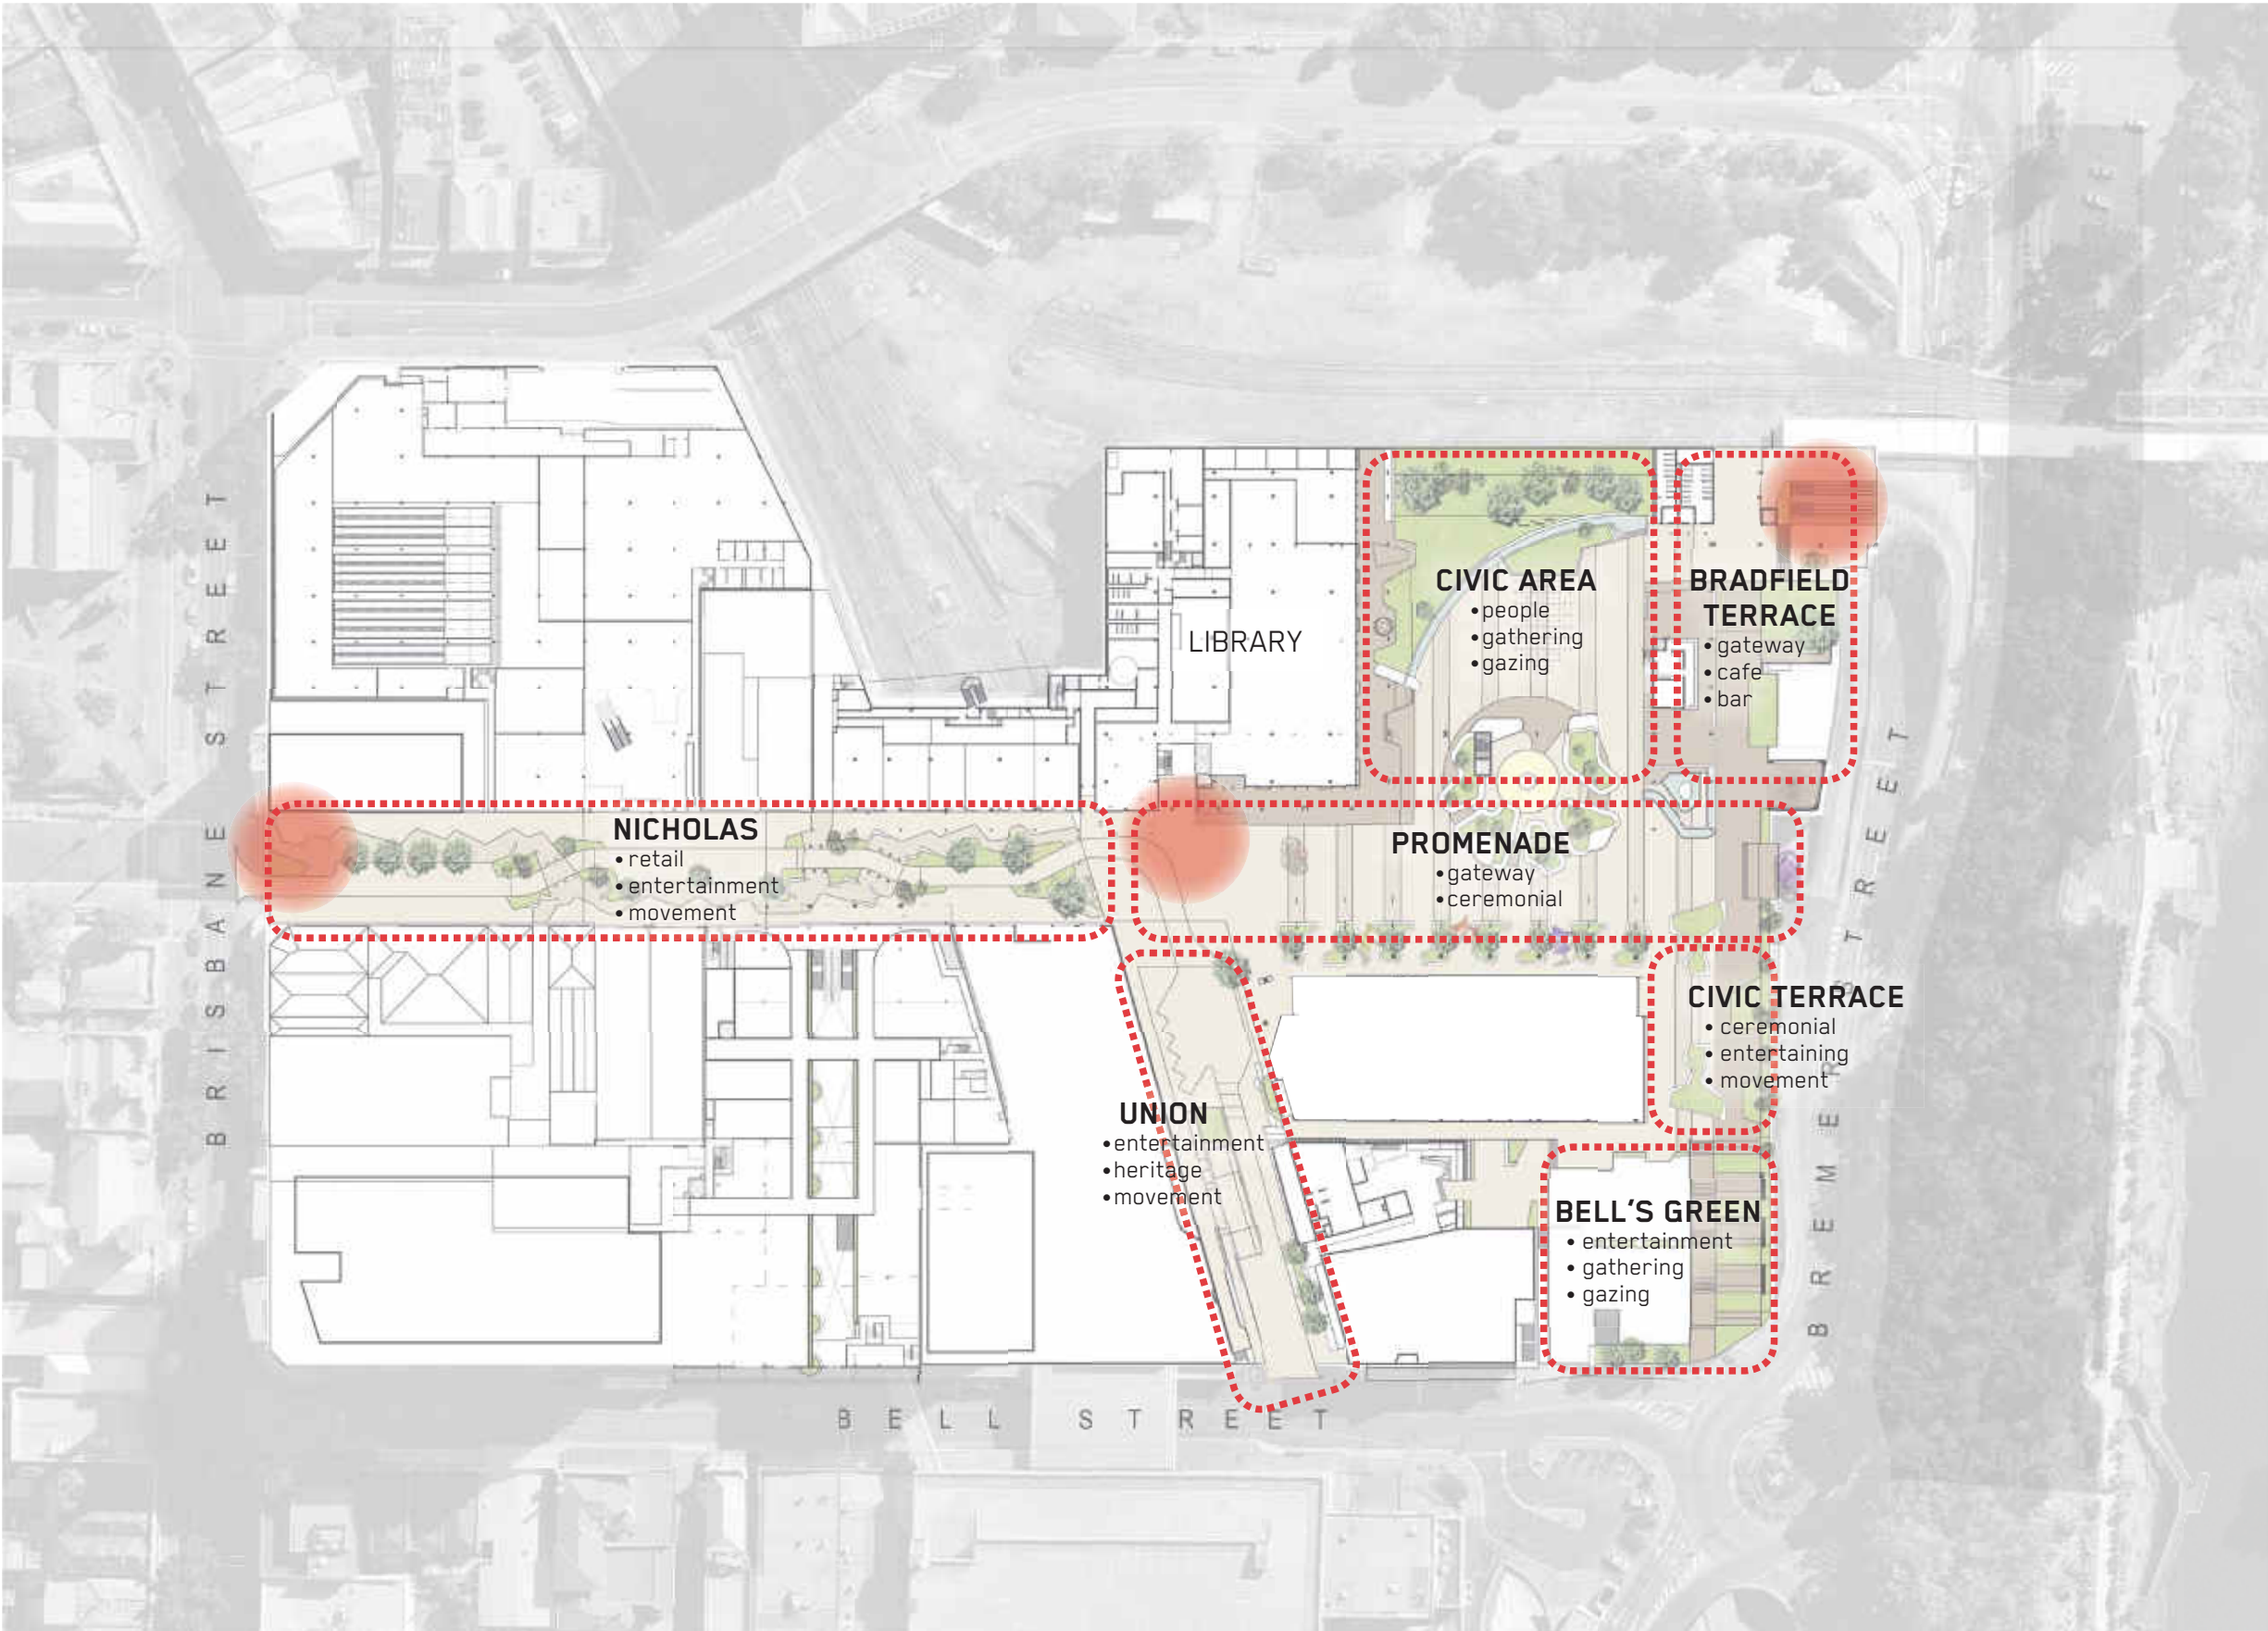 BRISBANE STREET
NICHOLAS
• retail
• entertainment
• movement
LIBRARY
CIVIC AREA
• people
• gathering
• gazing
BRADFIELD
TERRACE
• gateway
• cafe
• bar
PROMENADE
• gateway
• ceremonial
CIVIC TERRACE
• ceremonial
• entertaining
• movement
UNION
• entertainment
• heritage
• movement
BELL'S GREEN
• entertainment
• gathering
• gazing
BREMER STREET
BELL STREET